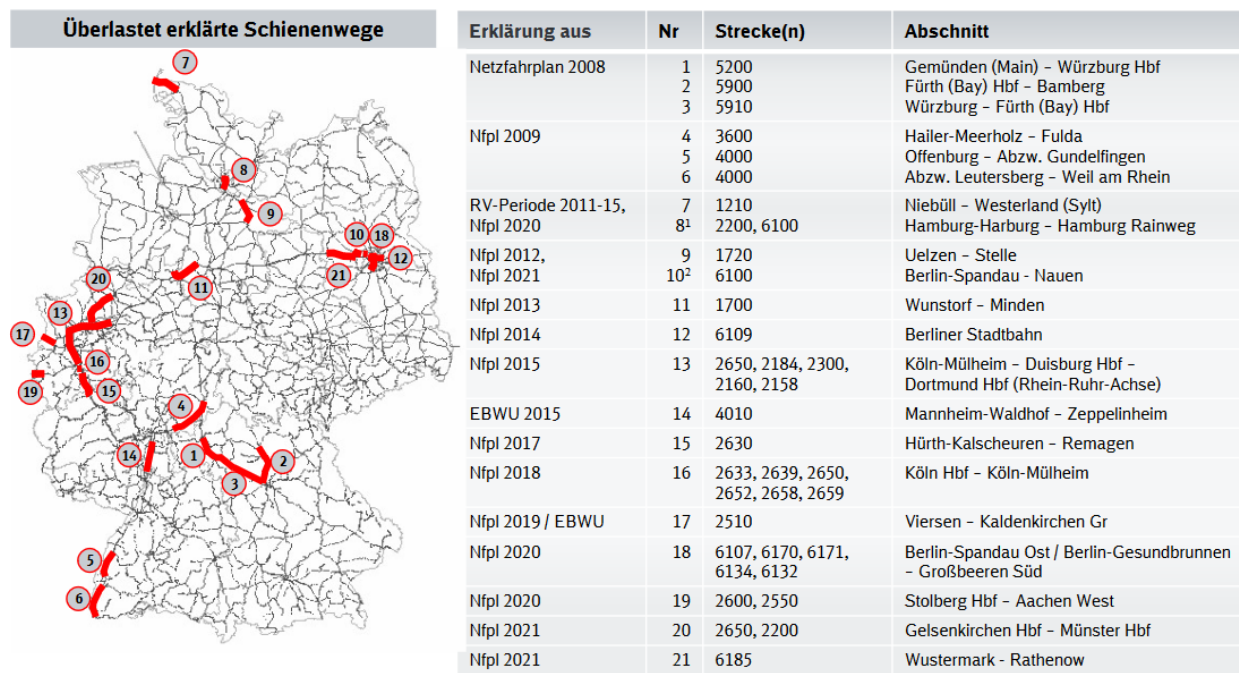 Überlastet erklärte Schienenwege
7
8
9
10
18
12
21
11
20
13
17
16
19
15
4
14
1
2
3
5
6
Erklärung aus Nr Strecke(n) Abschnitt
Netzfahrplan 2008 1 5200 Gemünden (Main) – Würzburg Hbf
2 5900 Fürth (Bay) Hbf – Bamberg
3 5910 Würzburg – Fürth (Bay) Hbf
Nfpl 2009 4 3600 Hailer-Meerholz – Fulda
5 4000 Offenburg – Abzw. Gundelfingen
6 4000 Abzw. Leutersberg – Weil am Rhein
RV-Periode 2011-15, 7 1210 Niebüll – Westerland (Sylt)
Nfpl 2020 8¹ 2200, 6100 Hamburg-Harburg – Hamburg Rainweg
Nfpl 2012, 9 1720 Uelzen – Stelle
Nfpl 2021 10² 6100 Berlin-Spandau - Nauen
Nfpl 2013 11 1700 Wunstorf – Minden
Nfpl 2014 12 6109 Berliner Stadtbahn
Nfpl 2015 13 2650, 2184, 2300, Köln-Mülheim – Duisburg Hbf –
2160, 2158 Dortmund Hbf (Rhein-Ruhr-Achse)
EBWU 2015 14 4010 Mannheim-Waldhof – Zeppelinheim
Nfpl 2017 15 2630 Hürth-Kalscheuren – Remagen
Nfpl 2018 16 2633, 2639, 2650, Köln Hbf – Köln-Mülheim
2652, 2658, 2659
Nfpl 2019 / EBWU 17 2510 Viersen – Kaldenkirchen Gr
Nfpl 2020 18 6107, 6170, 6171, Berlin-Spandau Ost / Berlin-Gesundbrunnen
6134, 6132 – Großbeeren Süd
Nfpl 2020 19 2600, 2550 Stolberg Hbf – Aachen West
Nfpl 2021 20 2650, 2200 Gelsenkirchen Hbf – Münster Hbf
Nfpl 2021 21 6185 Wustermark - Rathenow